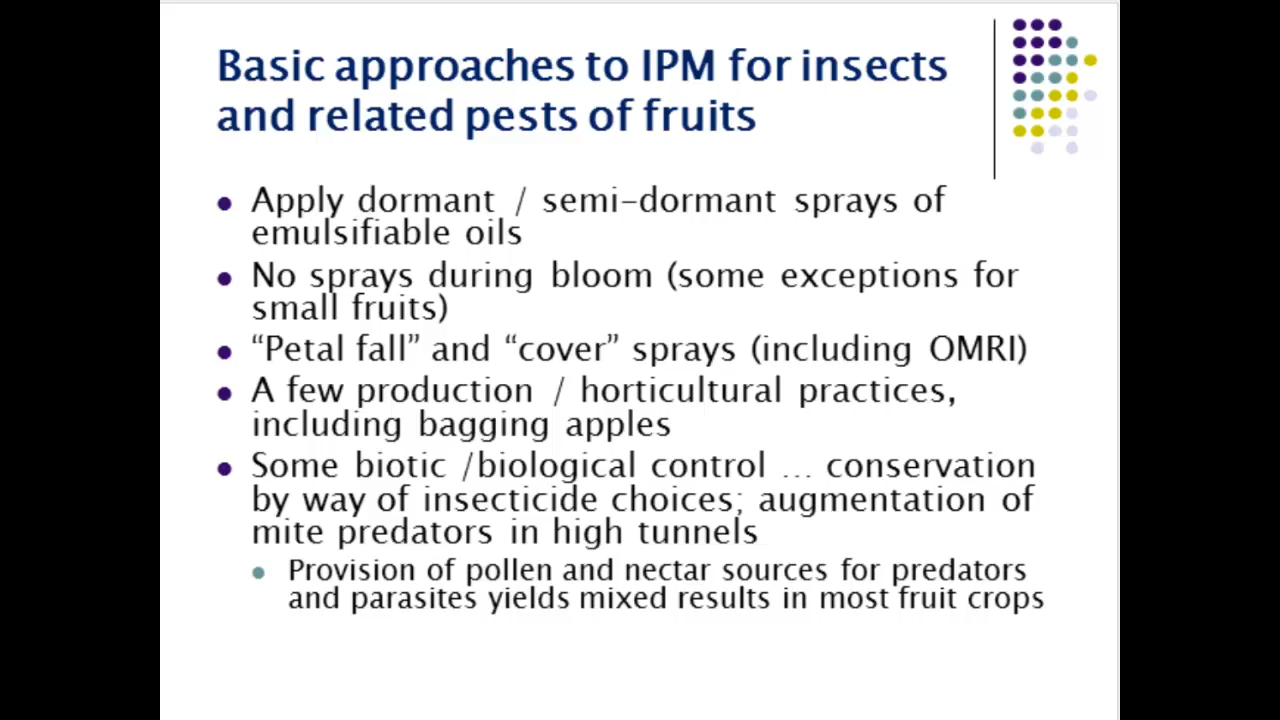 Basic approaches to IPM for insects
and related pests of fruits
Apply dormant / semi-dormant sprays of
emulsifiable oils
No sprays during bloom (some exceptions for
small fruits)
“Petal fall” and “cover” sprays (including OMRI)
A few production / horticultural practices,
including bagging apples
Some biotic /biological control … conservation
by way of insecticide choices; augmentation of
mite predators in high tunnels
Provision of pollen and nectar sources for predators
and parasites yields mixed results in most fruit crops